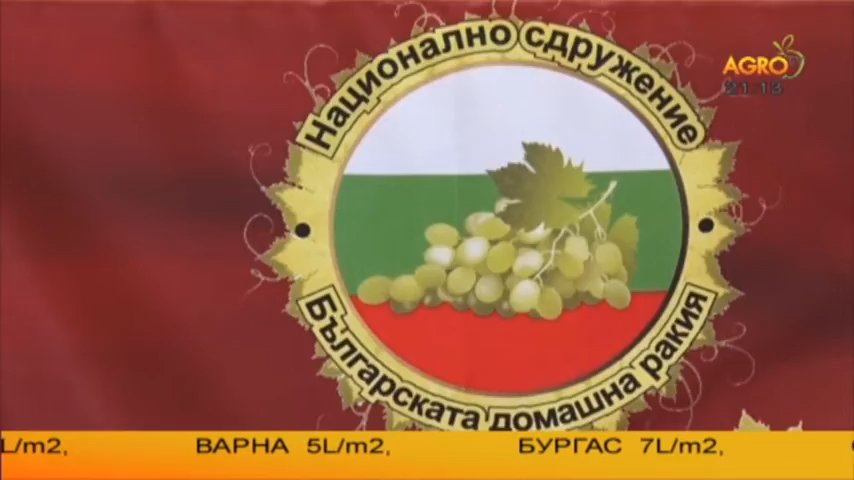 Национално сдружение
AGRO
21:13
Българската домашна ракия
L/m2,
ВАРНА 5L/m2,
БУРГАС 7L/m2,